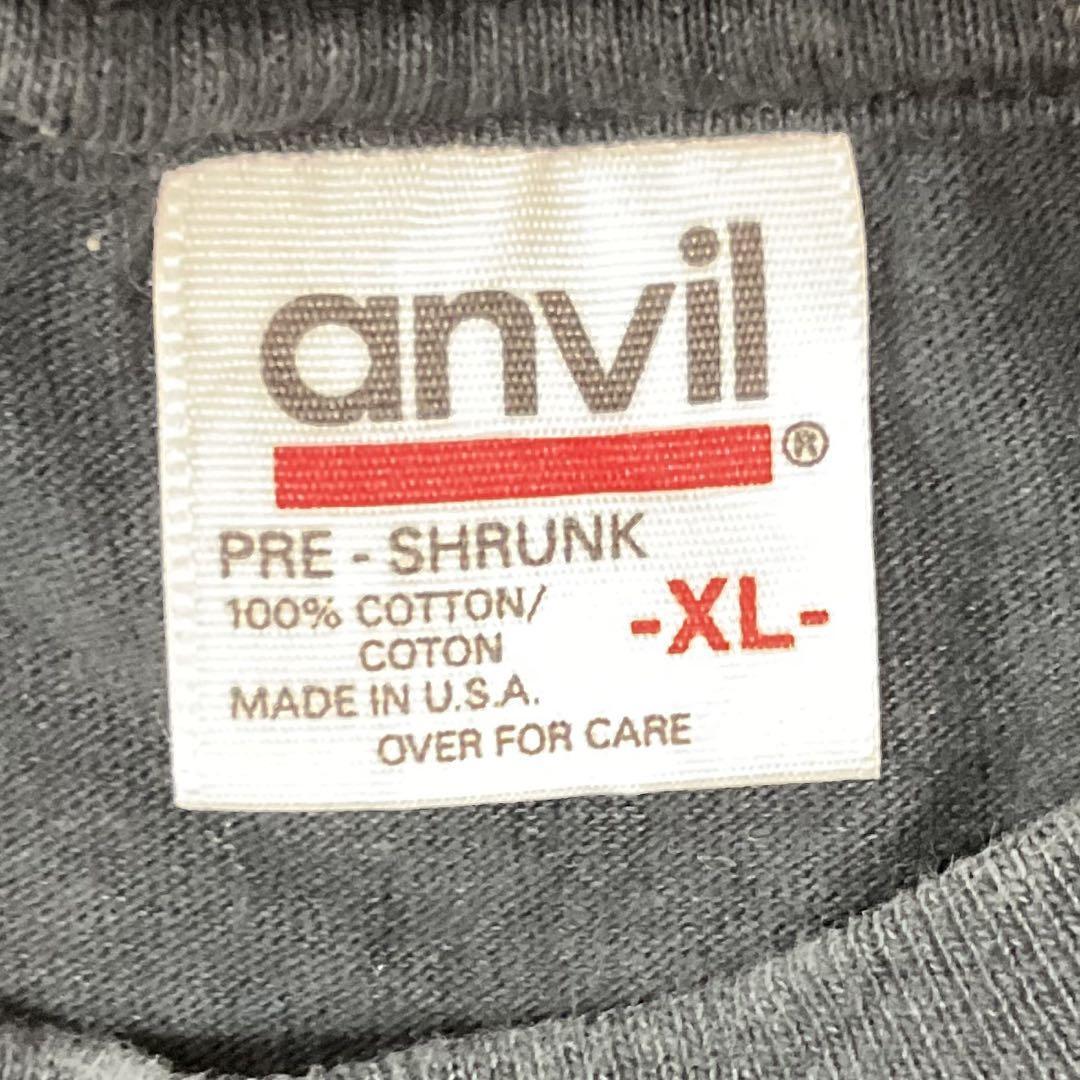 anvil
®
PRE - SHRUNK
100% COTTON/
COTON
-XL-
MADE IN U.S.A.
OVER FOR CARE